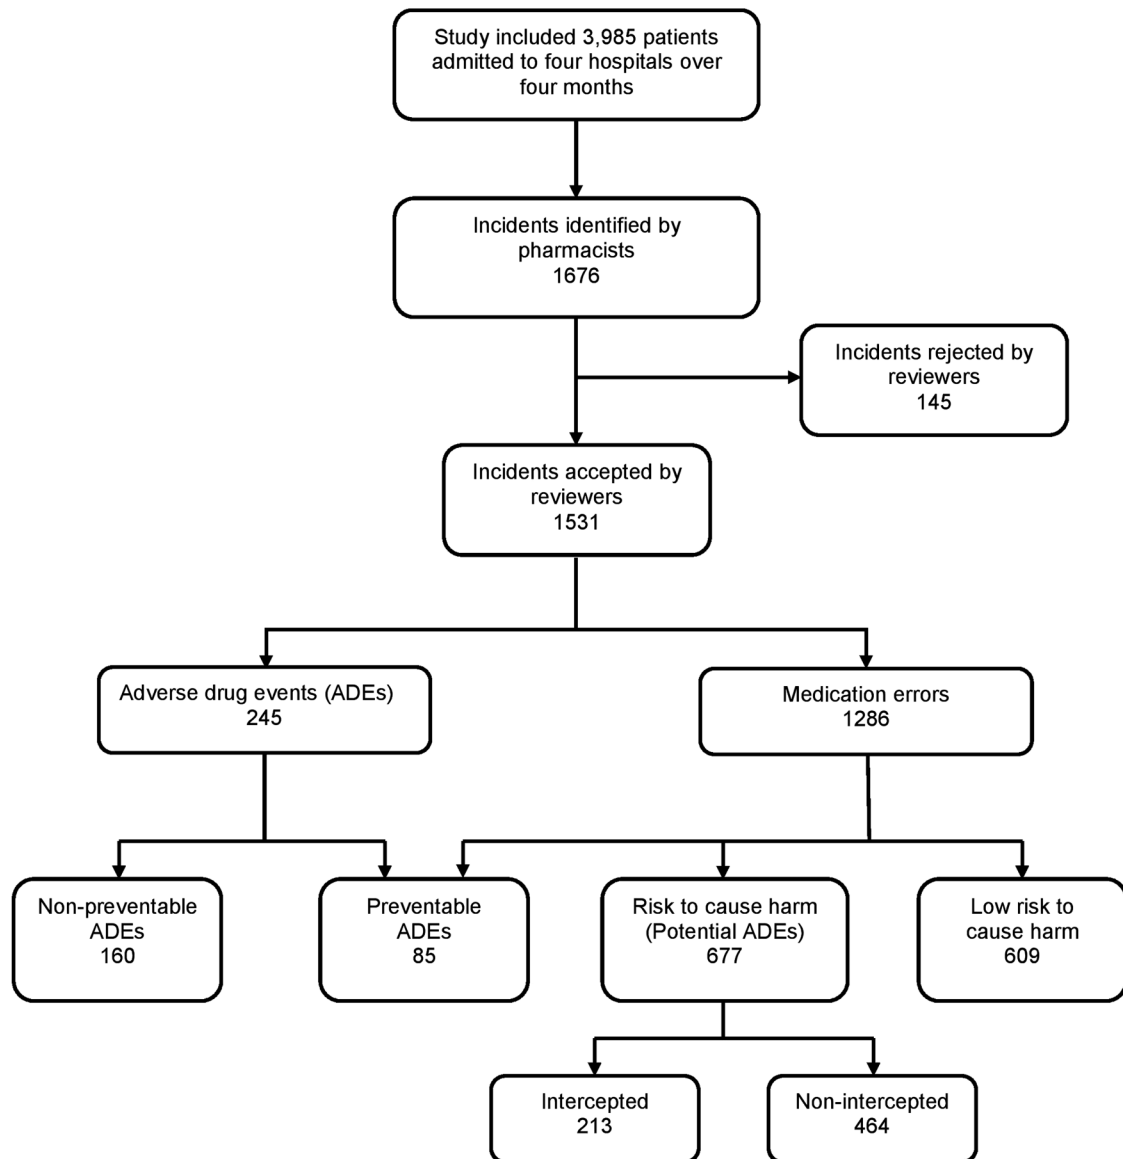 Study included 3,985 patients
admitted to four hospitals over
four months
Incidents identified by
pharmacists
1676
Incidents rejected by
reviewers
145
Incidents accepted by
reviewers
1531
Adverse drug events (ADEs)
245
Medication errors
1286
Non-preventable
ADEs
160
Preventable
ADEs
85
Risk to cause harm
(Potential ADEs)
677
Low risk to
cause harm
609
Intercepted
213
Non-intercepted
464